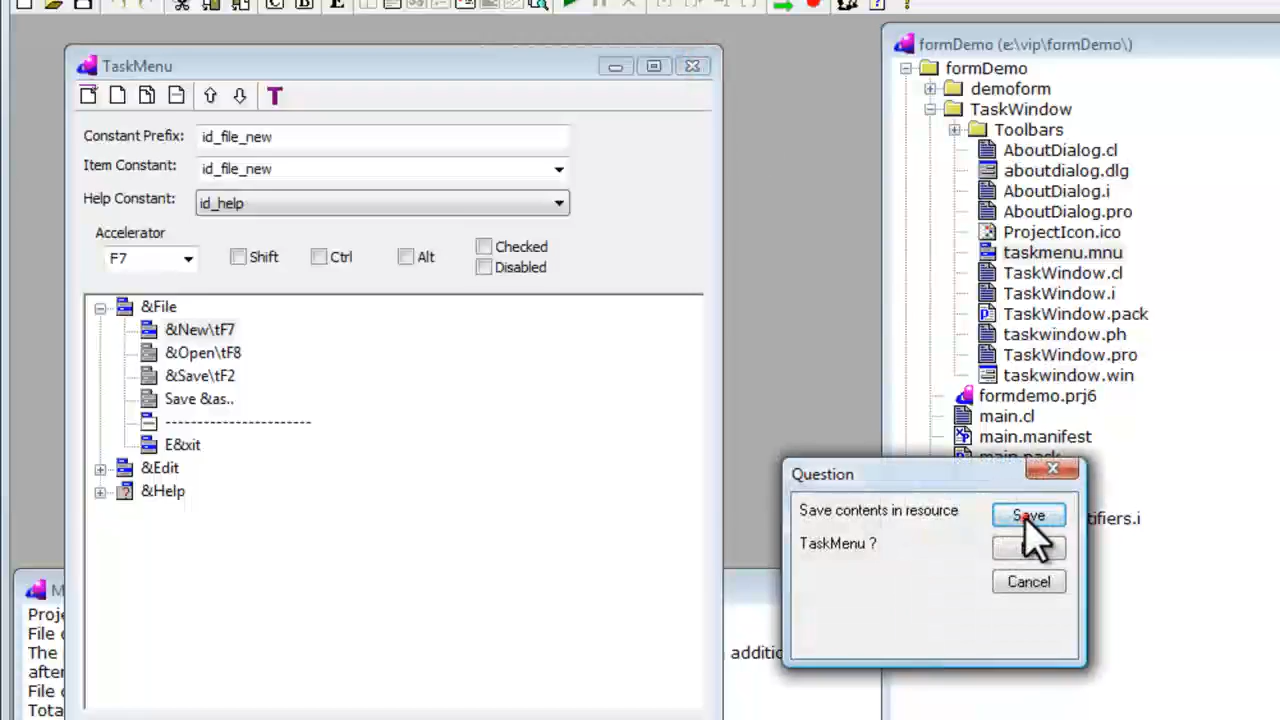 TaskMenu
Constant Prefix: id_file_new
Item Constant: id_file_new
Help Constant: id_help
Accelerator
F7
Shift
Ctrl
Alt
Checked
Disabled
&File
&New\tF7
&Open\tF8
&Save\tF2
Save &as..
-----------------------
E&xit
&Edit
&Help
formDemo (e:\vip\formDemo\)
formDemo
demoform
TaskWindow
Toolbars
AboutDialog.cl
aboutdialog.dlg
AboutDialog.i
AboutDialog.pro
ProjectIcon.ico
taskmenu.mnu
TaskWindow.cl
TaskWindow.i
TaskWindow.pack
taskwindow.ph
TaskWindow.pro
taskwindow.win
formdemo.prj6
main.cl
main.manifest
main.pack
tifiers.i
Question
Save contents in resource
TaskMenu ?
Save
Cancel
M
Proje
File
The
after
File
Tota
additio